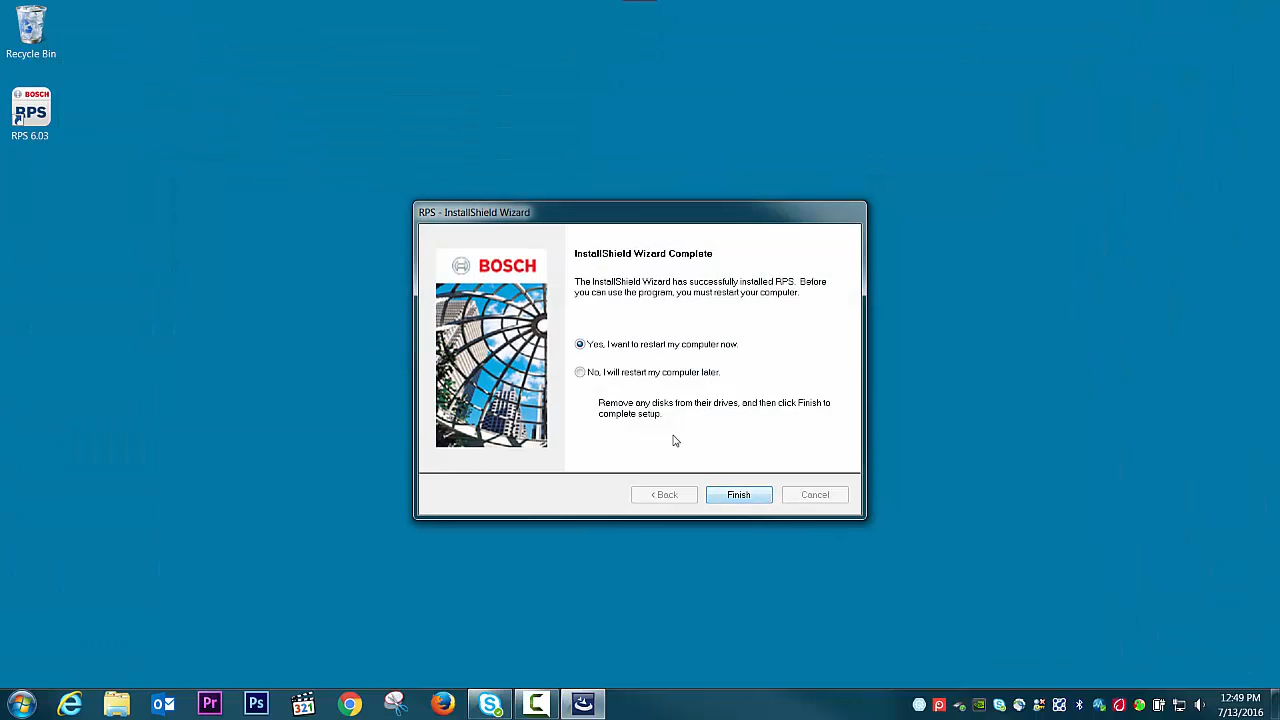 Recycle Bin
BOSCH
RPS
RPS 6.03
RPS - InstallShield Wizard
BOSCH
InstallShield Wizard Complete
The InstallShield Wizard has successfully installed RPS. Before
you can use the program, you must restart your computer.
Yes, I want to restart my computer now.
No, I will restart my computer later.
Remove any disks from their drives, and then click Finish to
complete setup.
< Back
Finish
Cancel
Pr
Ps
321
12:49 PM
7/13/2016